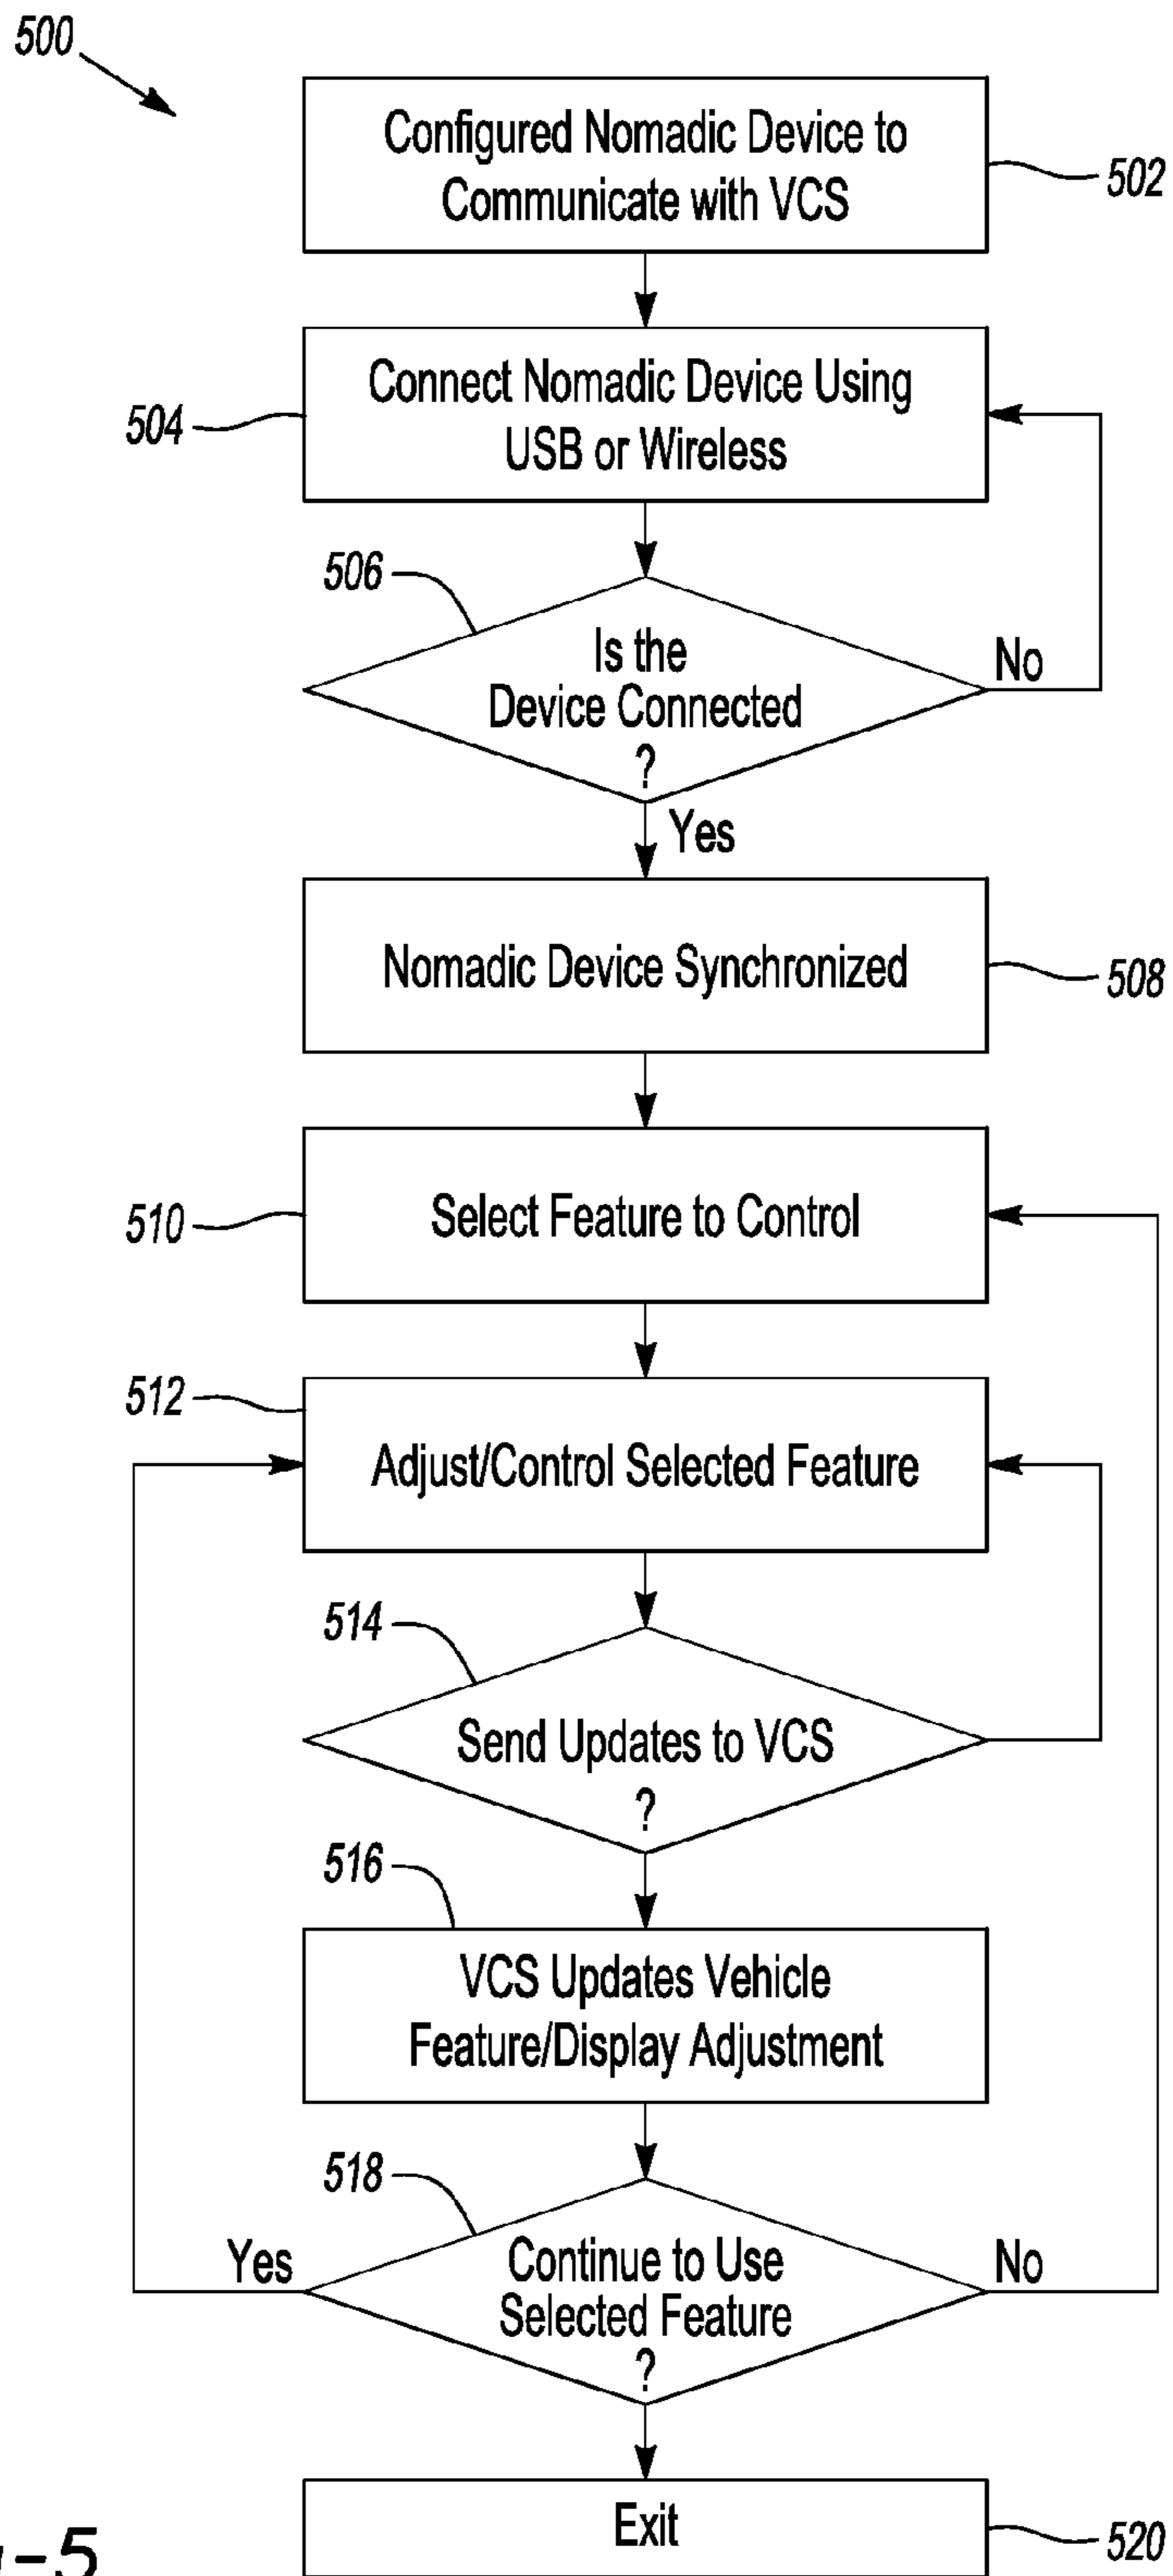 500
Configured Nomadic Device to
Communicate with VCS
502
Connect Nomadic Device Using
USB or Wireless
504
506
Is the
Device Connected
?
No
Yes
Nomadic Device Synchronized
508
Select Feature to Control
510
512
Adjust/Control Selected Feature
514
Send Updates to VCS
?
516
VCS Updates Vehicle
Feature/Display Adjustment
518
Yes
Continue to Use
Selected Feature
?
No
Exit
520
-5